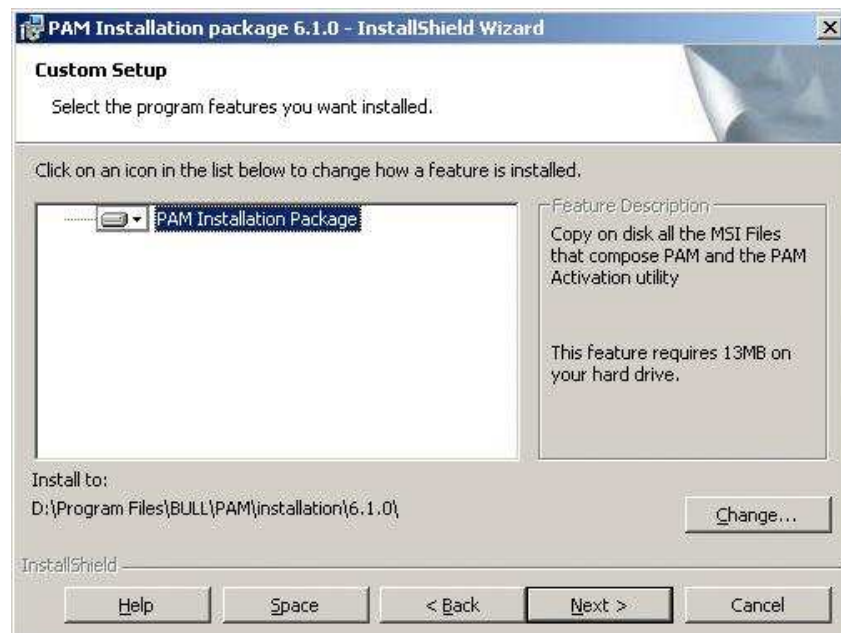 PAM Installation package 6.1.0 - InstallShield Wizard
Custom Setup
Select the program features you want installed.
Click on an icon in the list below to change how a feature is installed.
PAM Installation Package
Feature Description
Copy on disk all the MSI Files
that compose PAM and the PAM
Activation utility
This feature requires 13MB on
your hard drive.
Install to:
D:\Program Files\BULL\PAM\installation\6.1.0\
Change...
InstallShield
Help
Space
< Back
Next >
Cancel